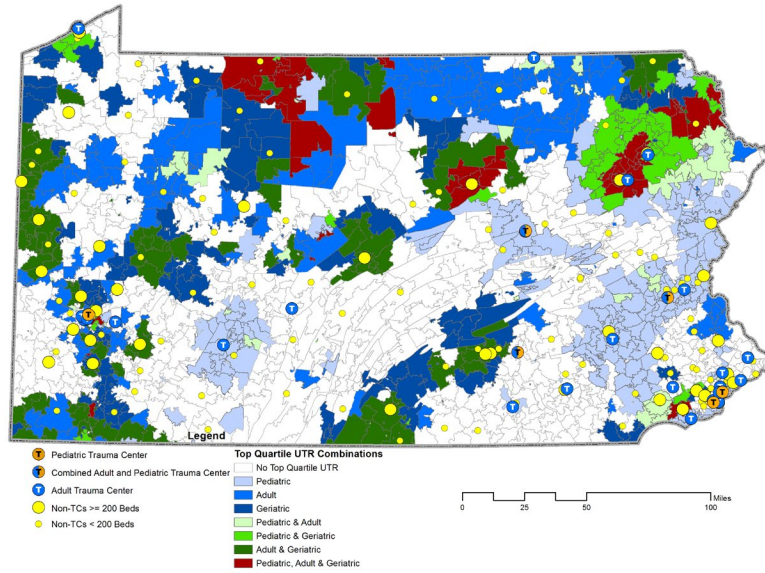 Legend
T Pediatric Trauma Center
T Combined Adult and Pediatric Trauma Center
T Adult Trauma Center
Non-TCs >= 200 Beds
Non-TCs < 200 Beds
Top Quartile UTR Combinations
No Top Quartile UTR
Pediatric
Adult
Geriatric
Pediatric & Adult
Pediatric & Geriatric
Adult & Geriatric
Pediatric, Adult & Geriatric
Miles
0 25 50 100